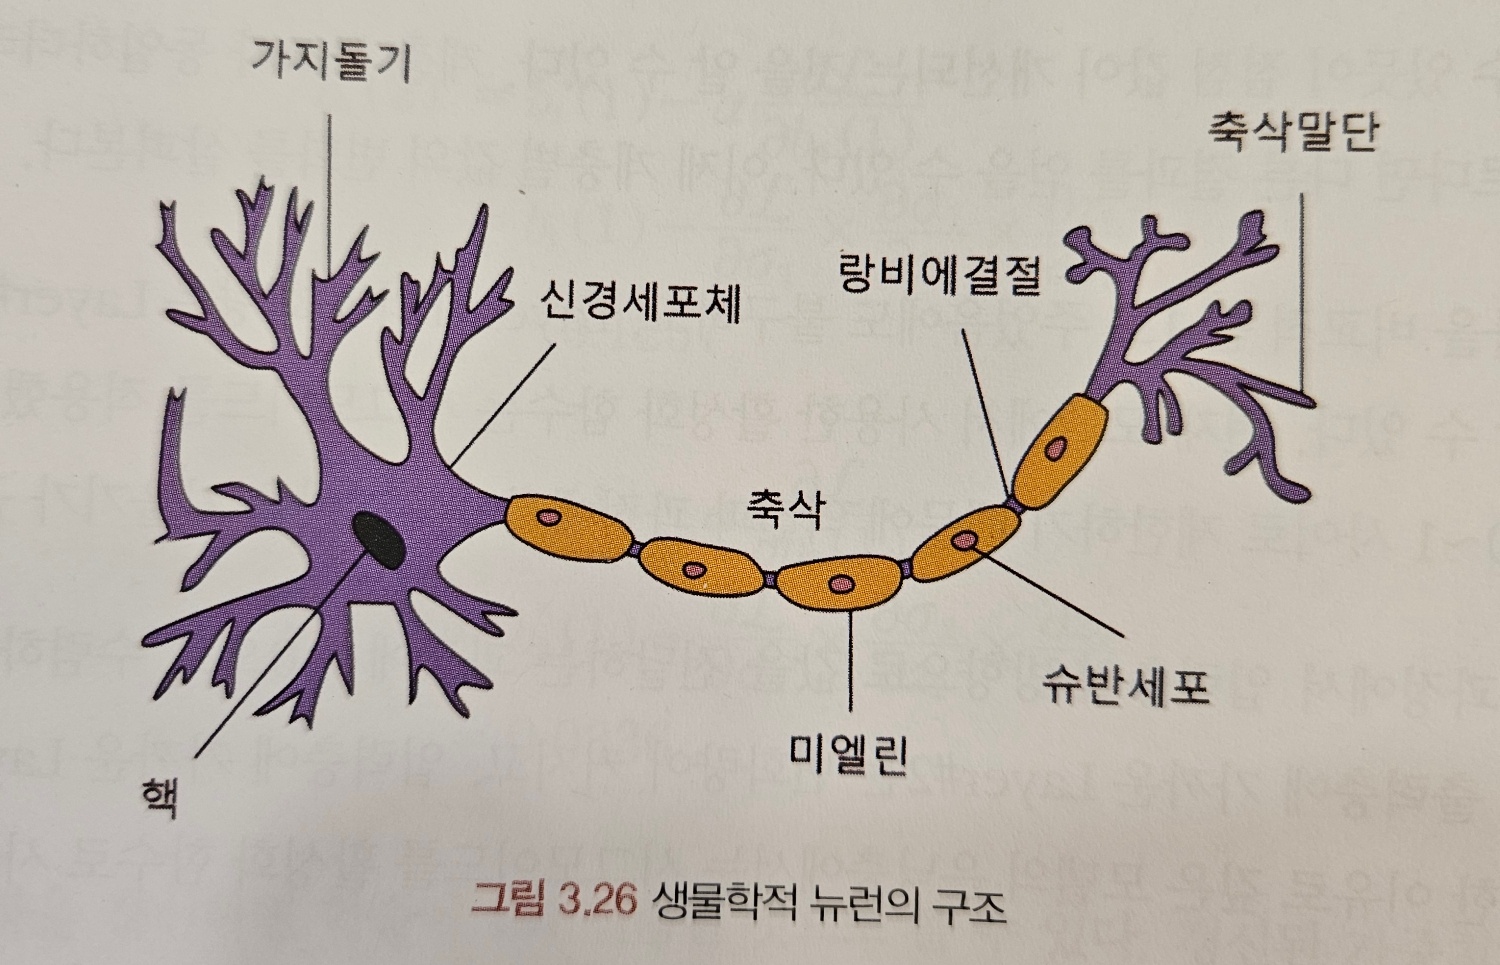 가지돌기
축삭말단
신경세포체
랑비에결절
축삭
슈반세포
미엘린
핵
그림 3.26 생물학적 뉴런의 구조